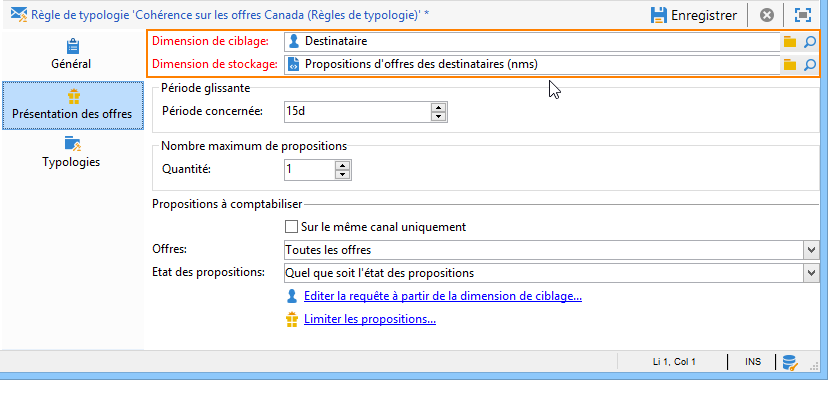 Règle de typologie 'Cohérence sur les offres Canada (Règles de typologie)' *
Enregistrer
Général
Présentation des offres
Typologies
Dimension de ciblage: Destinataire
Dimension de stockage: Propositions d'offres des destinataires (nms)
Période glissante
Période concernée: 15d
Nombre maximum de propositions
Quantité: 1
Propositions à comptabiliser
Sur le même canal uniquement
Offres: Toutes les offres
Etat des propositions: Quel que soit l'état des propositions
Editer la requête à partir de la dimension de ciblage...
Limiter les propositions...
Li 1, Col 1 INS